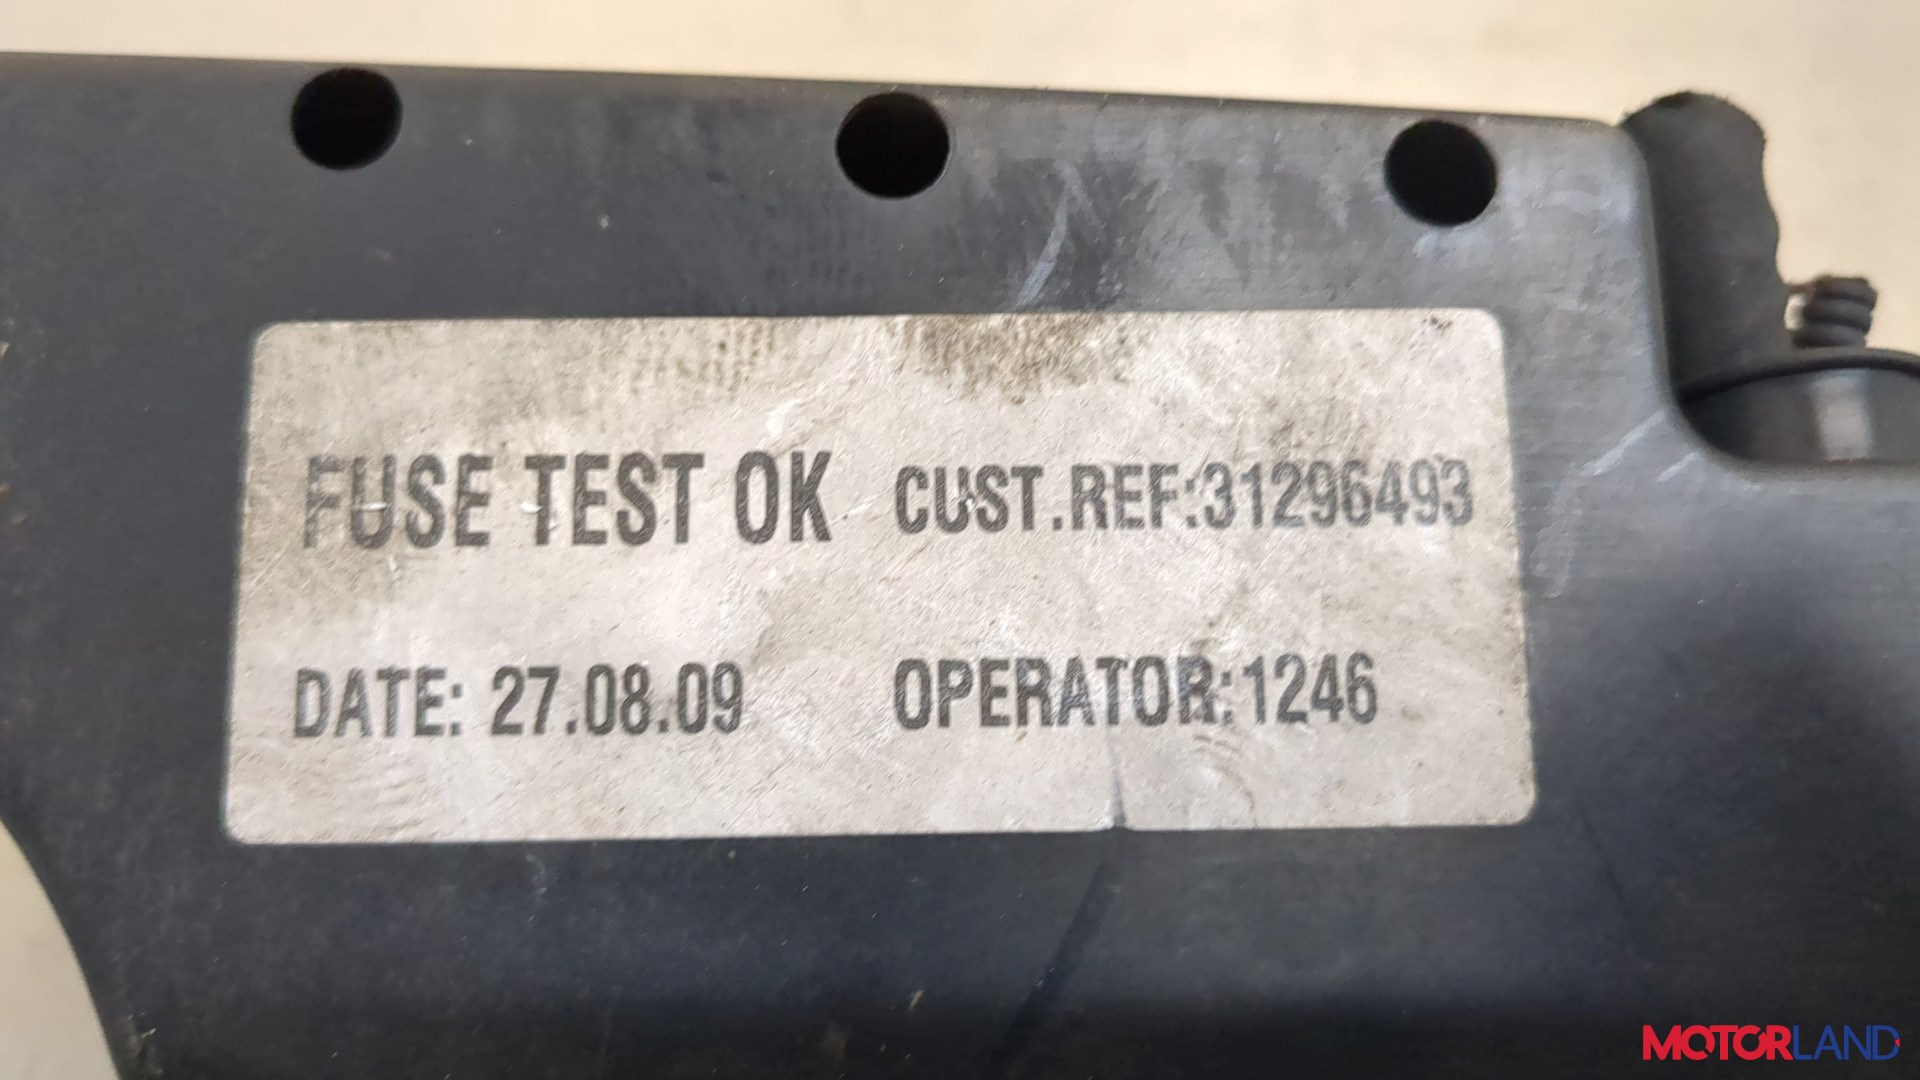 FUSE TEST OK CUST.REF:31296493
DATE: 27.08.09 OPERATOR:1246
MOTORLAND